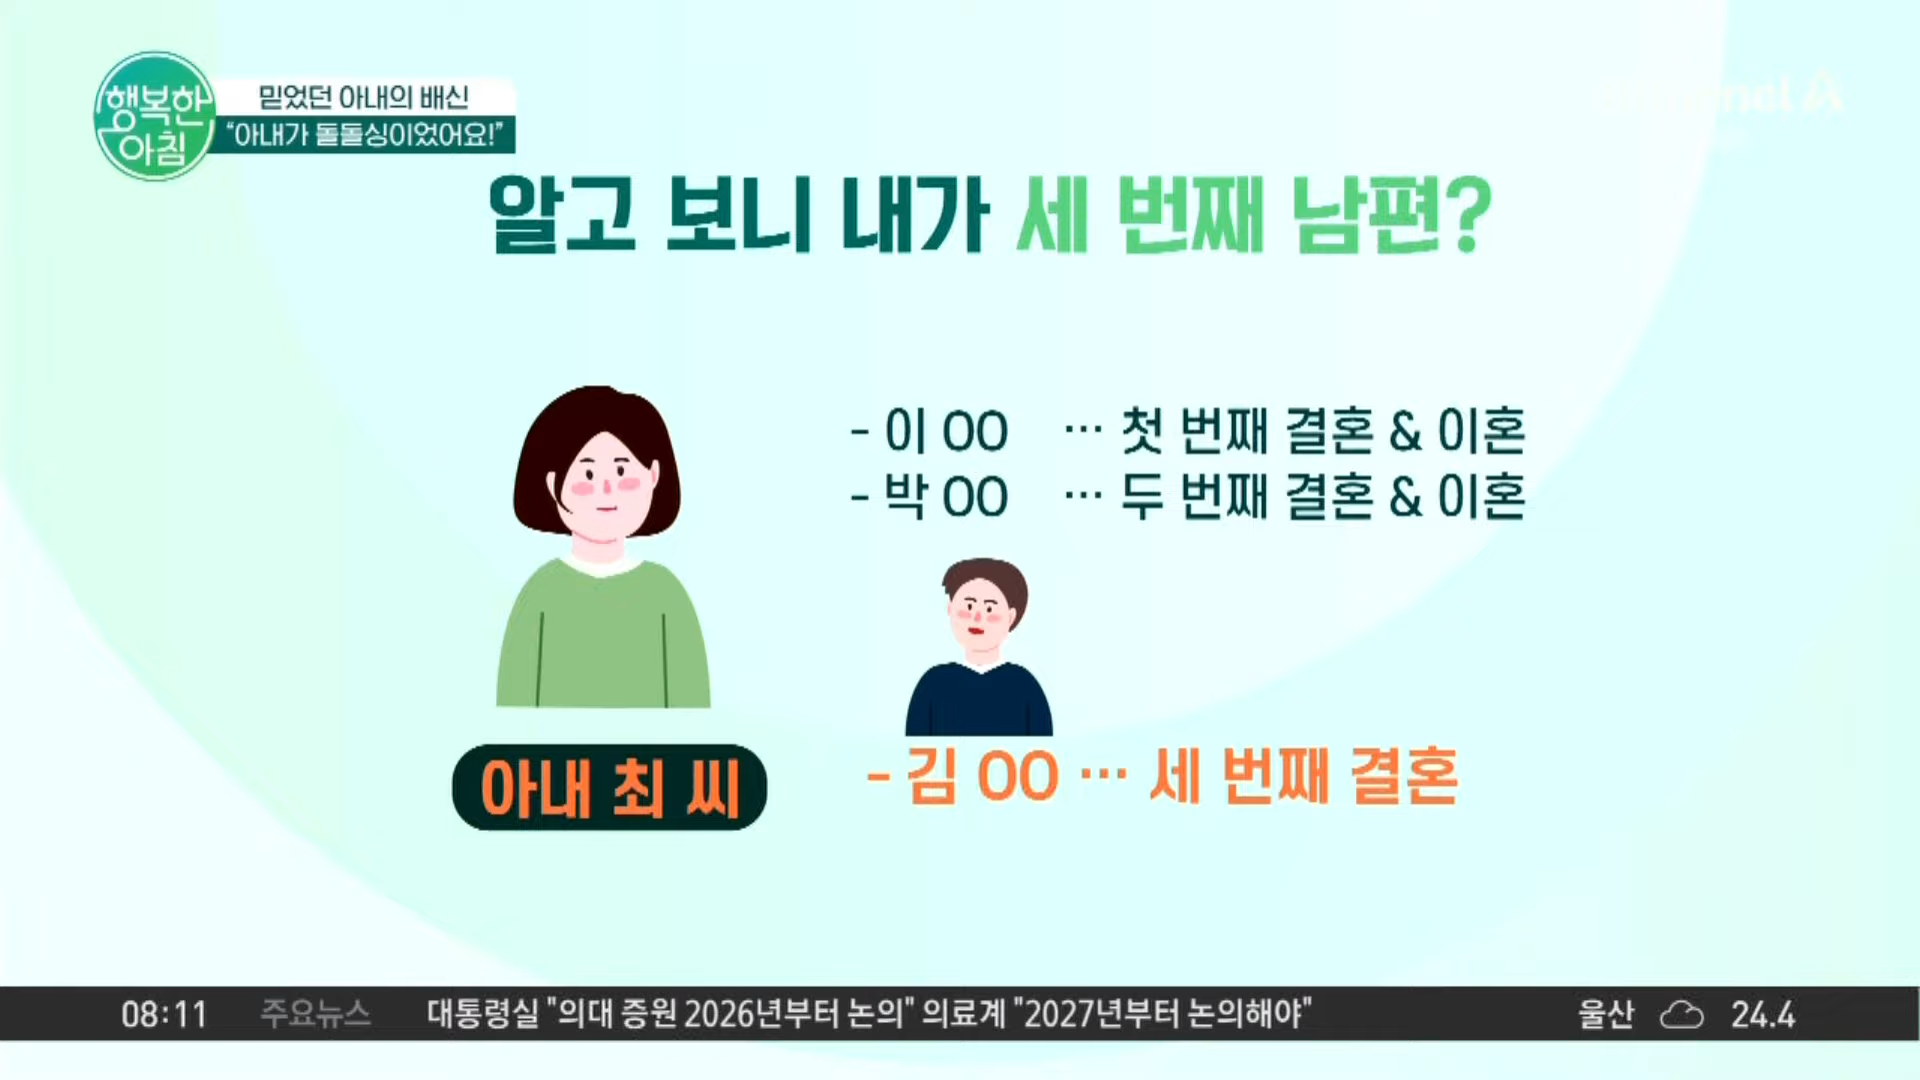 행복한
아침
믿었던 아내의 배신
"아내가 돌돌싱이었어요!"
알고 보니 내가 세 번째 남편?
- 이 OO … 첫 번째 결혼 & 이혼
- 박 OO … 두 번째 결혼 & 이혼
아내 최 씨
- 김 OO … 세 번째 결혼
08:11 주요뉴스 대통령실 "의대 증원 2026년부터 논의" 의료계 "2027년부터 논의해야" 울산 24.4